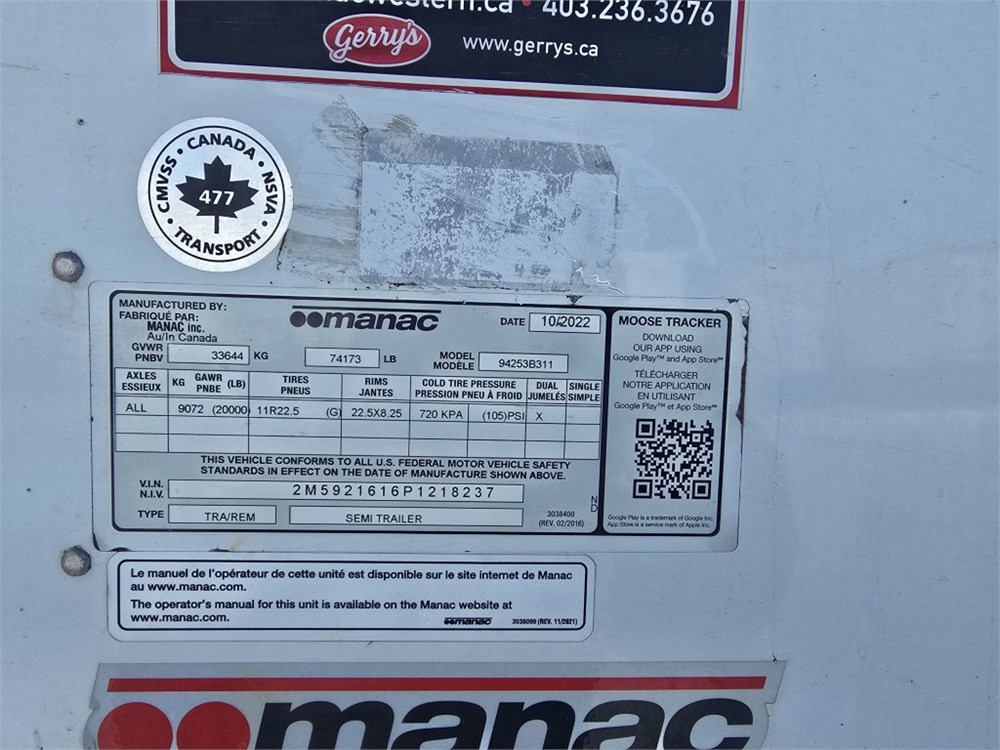 403.236.3676
Gerry's
www.gerrys.ca
CMVSS • CANADA • NSVA • TRANSPORT •
477
MANUFACTURED BY:
FABRIQUÉ PAR:
MANAC inc.
Au/In Canada
manac
DATE 10/2022
GVWR
PNBV
33644 KG 74173 LB
MODEL
MODÈLE
94253B311
AXLES
ESSIEUX
KG GAWR (LB)
PNBE
TIRES
PNEUS
RIMS
JANTES
COLD TIRE PRESSURE
PRESSION PNEU À FROID
DUAL
JUMELÉS
SINGLE
SIMPLE
ALL 9072 (20000) 11R22.5 (G) 22.5X8.25 720 KPA (105)PSI X
THIS VEHICLE CONFORMS TO ALL U.S. FEDERAL MOTOR VEHICLE SAFETY
STANDARDS IN EFFECT ON THE DATE OF MANUFACTURE SHOWN ABOVE.
V.I.N.
N.I.V.
2M5921616P1218237
TYPE TRA/REM SEMI TRAILER
3038400
(REV. 02/2016)
ND
MOOSE TRACKER
DOWNLOAD
OUR APP USING
Google Play™ and App Store℠
TÉLÉCHARGER
NOTRE APPLICATION
EN UTILISANT
Google Play™ et App Store℠
Google Play is a trademark of Google Inc.
App Store is a service mark of Apple Inc.
Le manuel de l'opérateur de cette unité est disponible sur le site internet de Manac
au www.manac.com.
The operator's manual for this unit is available on the Manac website at
www.manac.com.
manac 3038099 (REV. 11/2021)
manac